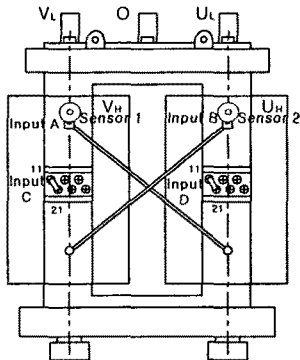 VL O UL
VH UH
Input A Sensor 1 Input B Sensor 2
11 11
Input C Input D
21 21